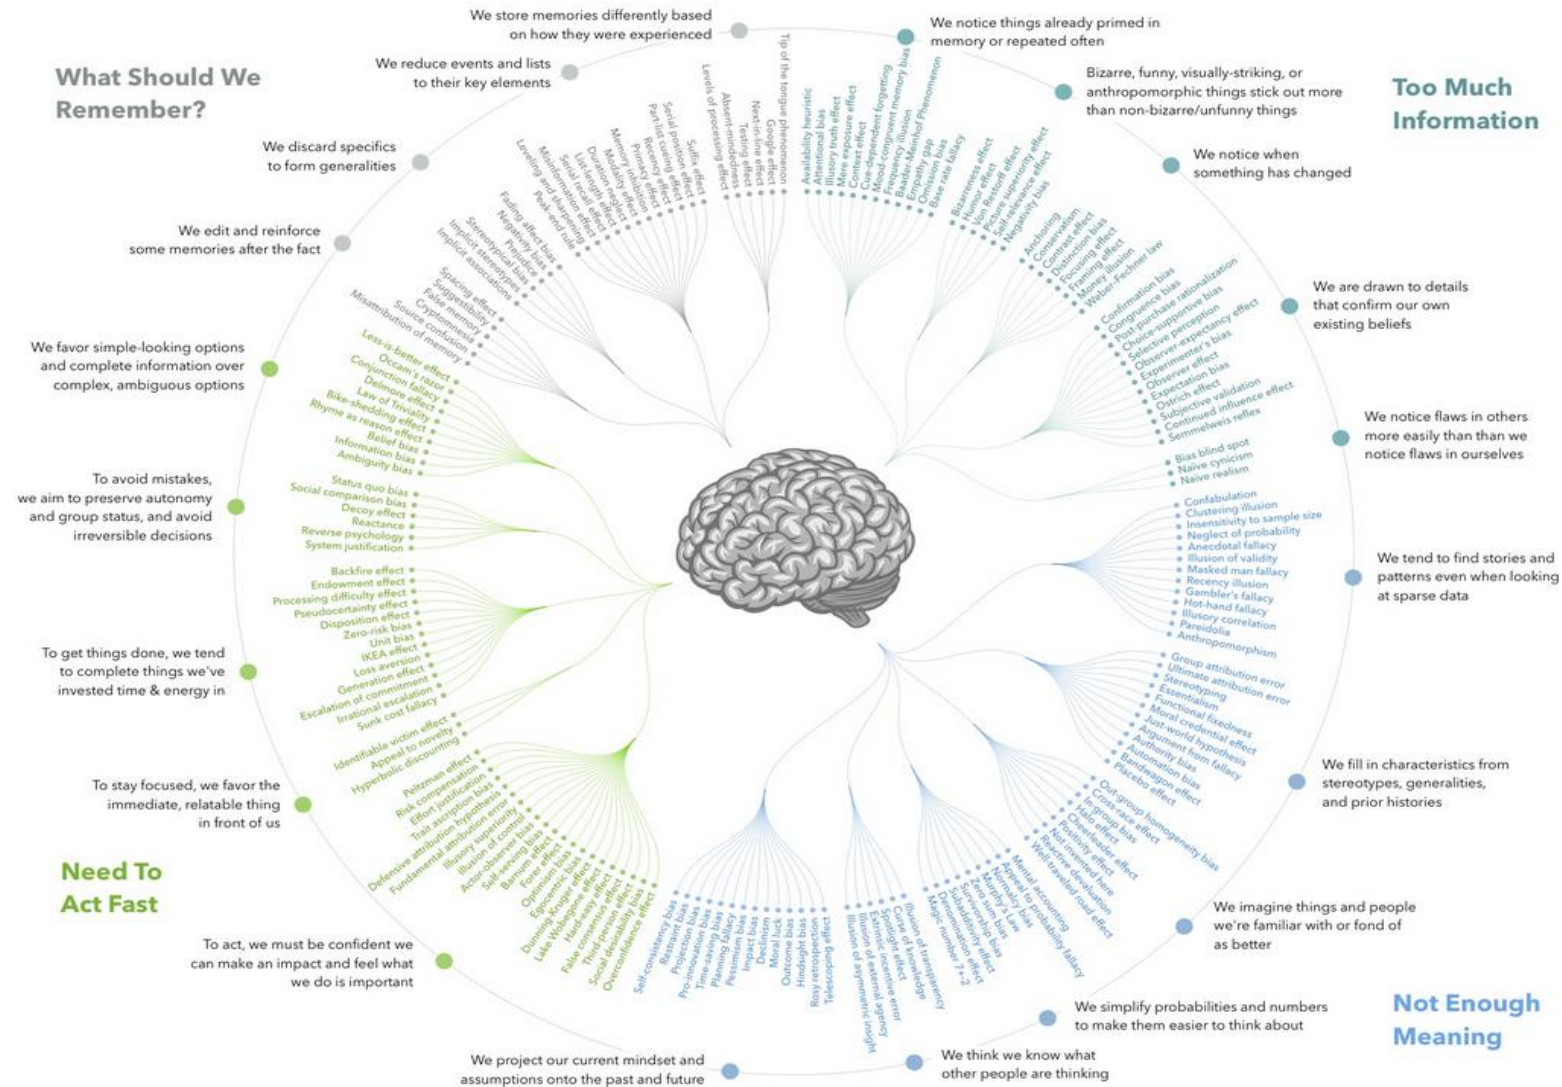 What Should We
Remember?
We store memories differently based
on how they were experienced
We reduce events and lists
to their key elements
We discard specifics
to form generalities
We edit and reinforce
some memories after the fact
Tip of the tongue phenomenon
Google effect
Next-in-line effect
Testing effect
Absent-mindedness
Levels of processing effect
Suffix effect
Serial position effect
Part-list cueing effect
Recency effect
Primacy effect
Memory inhibition
Modality effect
Duration neglect
List-length effect
Serial recall effect
Misinformation effect
Leveling and sharpening
Peak-end rule
Fading affect bias
Negativity bias
Prejudice
Stereotypical bias
Implicit stereotypes
Implicit associations
Spacing effect
Suggestibility
False memory
Cryptomnesia
Source confusion
Misattribution of memory
Too Much
Information
We notice things already primed in
memory or repeated often
Bizarre, funny, visually-striking, or
anthropomorphic things stick out more
than non-bizarre/unfunny things
We notice when
something has changed
We are drawn to details
that confirm our own
existing beliefs
We notice flaws in others
more easily than than we
notice flaws in ourselves
Availability heuristic
Attentional bias
Illusory truth effect
Mere exposure effect
Context effect
Cue-dependent forgetting
Mood-congruent memory bias
Frequency illusion
Baader-Meinhof Phenomenon
Empathy gap
Omission bias
Base rate fallacy
Bizarreness effect
Humor effect
Von Restorff effect
Picture superiority effect
Self-relevance effect
Negativity bias
Anchoring
Conservatism
Contrast effect
Distinction bias
Focusing effect
Framing effect
Money illusion
Weber-Fechner law
Confirmation bias
Congruence bias
Post-purchase rationalization
Choice-supportive bias
Selective perception
Observer-expectancy effect
Experimenter's bias
Observer effect
Expectation bias
Ostrich effect
Subjective validation
Continued influence effect
Semmelweis reflex
Bias blind spot
Naïve cynicism
Naïve realism
We tend to find stories and
patterns even when looking
at sparse data
We fill in characteristics from
stereotypes, generalities,
and prior histories
We imagine things and people
we're familiar with or fond of
as better
We simplify probabilities and numbers
to make them easier to think about
We think we know what
other people are thinking
We project our current mindset and
assumptions onto the past and future
Not Enough
Meaning
Confabulation
Clustering illusion
Insensitivity to sample size
Neglect of probability
Anecdotal fallacy
Illusion of validity
Masked man fallacy
Recency illusion
Gambler's fallacy
Hot-hand fallacy
Illusory correlation
Pareidolia
Anthropomorphism
Group attribution error
Ultimate attribution error
Stereotyping
Essentialism
Functional fixedness
Moral credential effect
Just-world hypothesis
Argument from fallacy
Authority bias
Automation bias
Bandwagon effect
Placebo effect
Out-group homogeneity bias
Cross-race effect
In-group bias
Halo effect
Cheerleader effect
Positivity effect
Not invented here
Reactive devaluation
Well-traveled road effect
Mental accounting
Appeal to probability fallacy
Normalcy bias
Murphy's Law
Zero sum bias
Survivorship bias
Subadditivity effect
Denomination effect
Magic number 7+-2
Illusion of transparency
Curse of knowledge
Spotlight effect
Extrinsic incentive error
Illusion of external agency
Illusion of asymmetric insight
Telescoping effect
Rosy retrospection
Hindsight bias
Outcome bias
Moral luck
Declinism
Impact bias
Pessimism bias
Planning fallacy
Time-saving bias
Pro-innovation bias
Projection bias
Restraint bias
Self-consistency bias
We favor simple-looking options
and complete information over
complex, ambiguous options
To avoid mistakes,
we aim to preserve autonomy
and group status, and avoid
irreversible decisions
To get things done, we tend
to complete things we've
invested time & energy in
To stay focused, we favor the
immediate, relatable thing
in front of us
Need To
Act Fast
To act, we must be confident we
can make an impact and feel what
we do is important
Less-is-better effect
Occam's razor
Conjunction fallacy
Delmore effect
Law of Triviality
Bike-shedding effect
Rhyme as reason effect
Belief bias
Information bias
Ambiguity bias
Status quo bias
Social comparison bias
Decoy effect
Reactance
Reverse psychology
System justification
Backfire effect
Endowment effect
Processing difficulty effect
Pseudocertainty effect
Disposition effect
Zero-risk bias
Unit bias
IKEA effect
Loss aversion
Generation effect
Escalation of commitment
Irrational escalation
Sunk cost fallacy
Identifiable victim effect
Appeal to novelty
Hyperbolic discounting
Peltzman effect
Risk compensation
Effort justification
Trait ascription bias
Defensive attribution hypothesis
Fundamental attribution error
Illusory superiority
Illusion of control
Actor-observer bias
Self-serving bias
Barnum effect
Forer effect
Optimism bias
Egocentric bias
Dunning-Kruger effect
Lake Wobegone effect
Hard-easy effect
False consensus effect
Third-person effect
Social desirability bias
Overconfidence effect